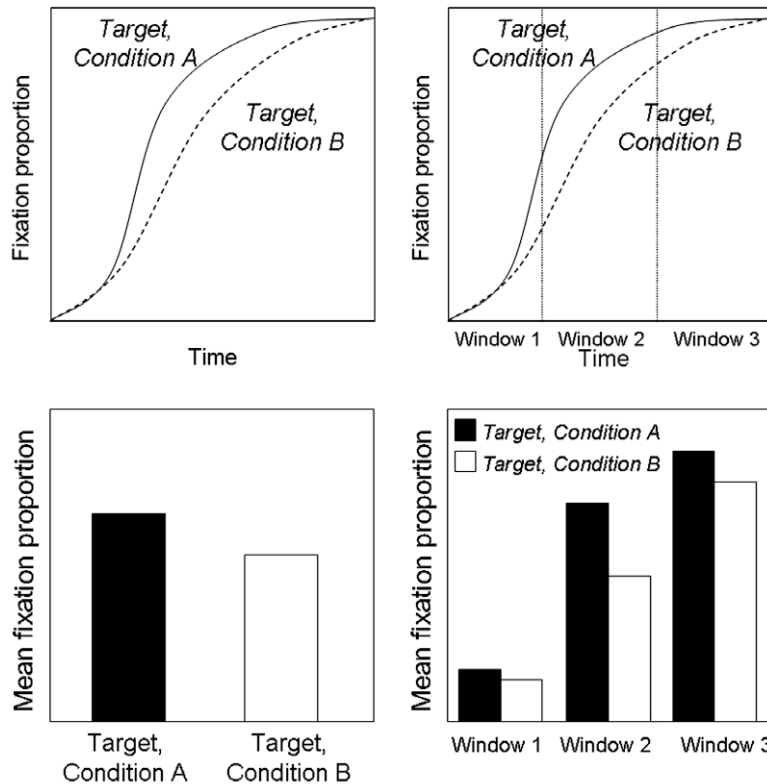 Fixation proportion
Target,
Condition A
Target,
Condition B
Time
Fixation proportion
Target,
Condition A
Target,
Condition B
Window 1
Window 2
Window 3
Time
Mean fixation proportion
Target,
Condition A
Target,
Condition B
Mean fixation proportion
Target, Condition A
Target, Condition B
Window 1
Window 2
Window 3